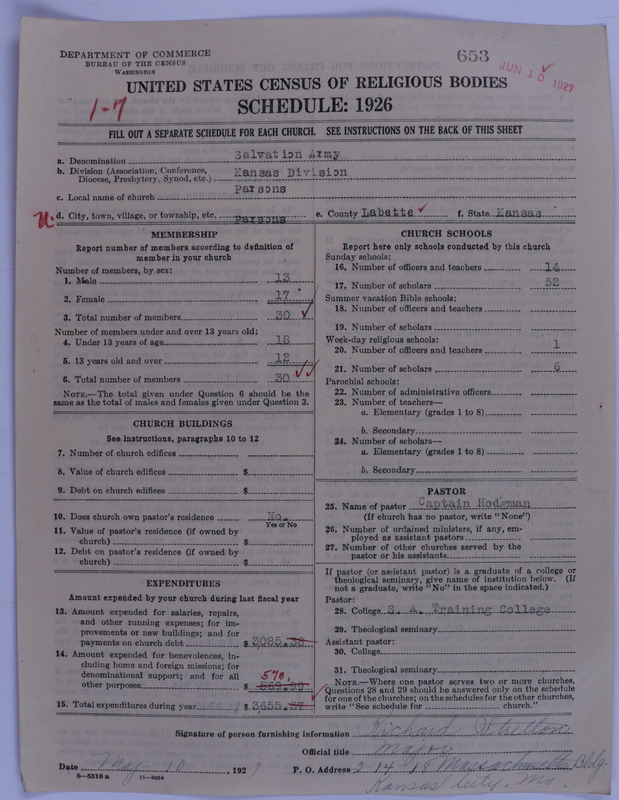 DEPARTMENT OF COMMERCE
BUREAU OF THE CENSUS
WASHINGTON
653
JUN 10 1927
UNITED STATES CENSUS OF RELIGIOUS BODIES
1-7
SCHEDULE: 1926
FILL OUT A SEPARATE SCHEDULE FOR EACH CHURCH. SEE INSTRUCTIONS ON THE BACK OF THIS SHEET
a. Denomination Salvation Army
b. Division (Association, Conference, Diocese, Presbytery, Synod, etc.) Kansas Division
c. Local name of church Parsons
d. City, town, village, or township, etc. Parsons e. County Labette f. State Kansas
MEMBERSHIP
Report number of members according to definition of
member in your church
Number of members, by sex:
1. Male 13
2. Female 17
3. Total number of members 30
Number of members under and over 13 years old:
4. Under 13 years of age 18
5. 13 years old and over 12
6. Total number of members 30
NOTE.—The total given under Question 6 should be the
same as the total of males and females given under Question 3.
CHURCH BUILDINGS
See instructions, paragraphs 10 to 12
7. Number of church edifices
8. Value of church edifices $
9. Debt on church edifices $
10. Does church own pastor's residence No.
Yes or No
11. Value of pastor's residence (if owned by
church) $
12. Debt on pastor's residence (if owned by
church) $
EXPENDITURES
Amount expended by your church during last fiscal year
13. Amount expended for salaries, repairs,
and other running expenses; for im-
provements or new buildings; and for
payments on church debt $ 3085.38
14. Amount expended for benevolences, in-
cluding home and foreign missions; for
denominational support; and for all
570.
other purposes $ 569.99
15. Total expenditures during year $ 3655.37
CHURCH SCHOOLS
Report here only schools conducted by this church
Sunday schools:
16. Number of officers and teachers 14
17. Number of scholars 52
Summer vacation Bible schools:
18. Number of officers and teachers
19. Number of scholars
Week-day religious schools:
20. Number of officers and teachers 1
21. Number of scholars 6
Parochial schools:
22. Number of administrative officers
23. Number of teachers—
a. Elementary (grades 1 to 8)
b. Secondary
24. Number of scholars—
a. Elementary (grades 1 to 8)
b. Secondary
PASTOR
25. Name of pastor Captain Hodgman
(If church has no pastor, write "None")
26. Number of ordained ministers, if any, em-
ployed as assistant pastors
27. Number of other churches served by the
pastor or his assistants
If pastor (or assistant pastor) is a graduate of a college or
theological seminary, give name of institution below. (If
not a graduate, write "No" in the space indicated.)
Pastor:
28. College S. A. Training College
29. Theological seminary
Assistant pastor:
30. College
31. Theological seminary
NOTE.—Where one pastor serves two or more churches,
Questions 28 and 29 should be answered only on the schedule
for one of the churches; on the schedules for the other churches,
write "See schedule for church."
Signature of person furnishing information Richard Stretton
Official title Major
Date May 10, 1927 P. O. Address 2-14-18 Massachusetts Bldg.
8—5519 a 11—9064
Kansas City, Mo.